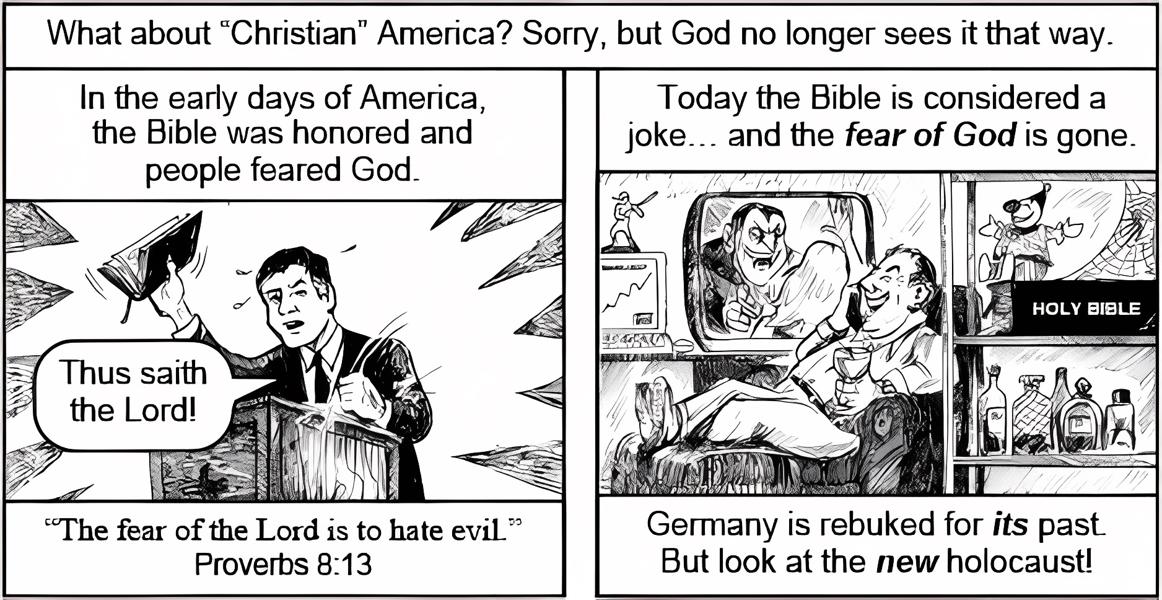 What about “Christian” America? Sorry, but God no longer sees it that way.
In the early days of America,
the Bible was honored and
people feared God.
Thus saith
the Lord!
“The fear of the Lord is to hate evil.”
Proverbs 8:13
Today the Bible is considered a
joke... and the fear of God is gone.
HOLY BIBLE
Germany is rebuked for its past.
But look at the new holocaust!